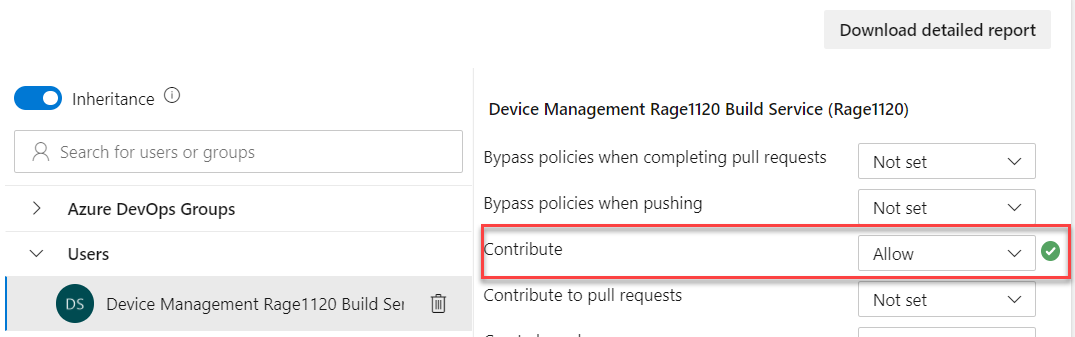 Download detailed report
Inheritance
Search for users or groups
Azure DevOps Groups
Users
DS Device Management Rage1120 Build Ser
Device Management Rage1120 Build Service (Rage1120)
Bypass policies when completing pull requests Not set
Bypass policies when pushing Not set
Contribute Allow
Contribute to pull requests Not set